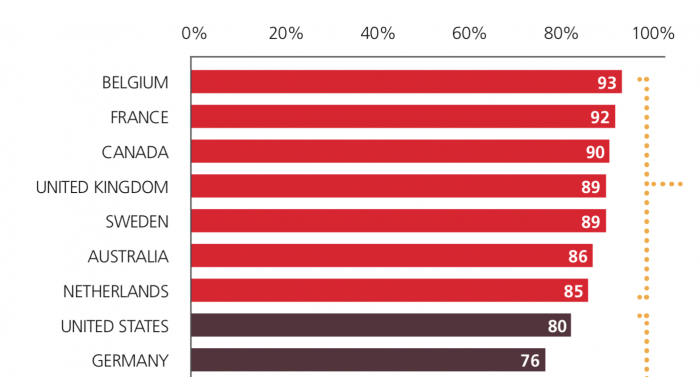 0% 20% 40% 60% 80% 100%
BELGIUM 93
FRANCE 92
CANADA 90
UNITED KINGDOM 89
SWEDEN 89
AUSTRALIA 86
NETHERLANDS 85
UNITED STATES 80
GERMANY 76